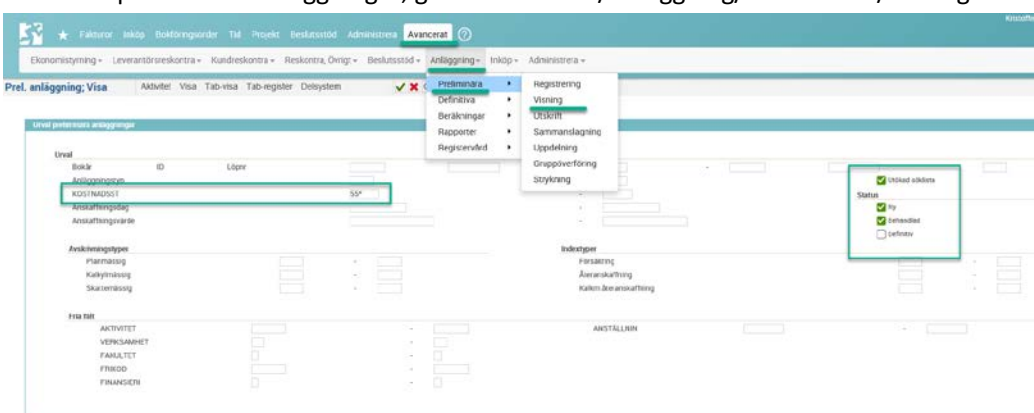 Fakturor Inköp Bokföringsorder Tid Projekt Beslutsstöd Administrera Avancerat
Ekonomistyrning Leverantörsreskontra Kundreskontra Reskontra, Övrigt Beslutsstöd Anläggning Inköp Administrera
Prel. anläggning; Visa Aktivitet Visa Tab-visa Tab-register Delsystem
Preliminära
Definitiva
Beräkningar
Rapporter
Registervård
Registrering
Visning
Utskrift
Sammanslagning
Uppdelning
Gruppöverföring
Strykning
Urval preliminära anläggningar
Urval
Bokår ID Löpnr
Anläggningstyp
KOSTNADSST 55*
Anskaffningsdag
Anskaffningsvärde
Utökad söklista
Status
Ny
Behandlad
Definitiv
Avskrivningstyper
Planmässig
Kalkylmässig
Skattemässig
Indextyper
Försäkring
Återanskaffning
Kalkm återanskaffning
Fria fält
AKTIVITET
VERKSAMHET
FAKULTET
FRIKOD
FINANSIERI
ANSTÄLLNIN